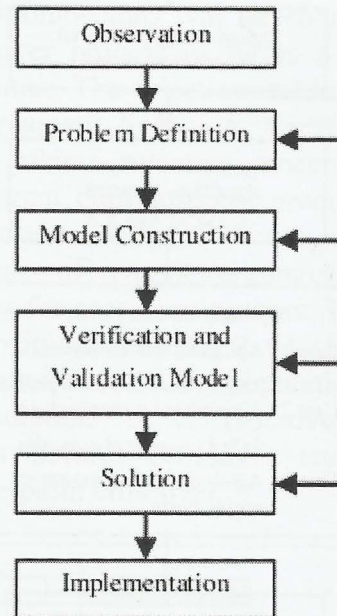 Observation
Problem Definition
Model Construction
Verification and
Validation Model
Solution
Implementation